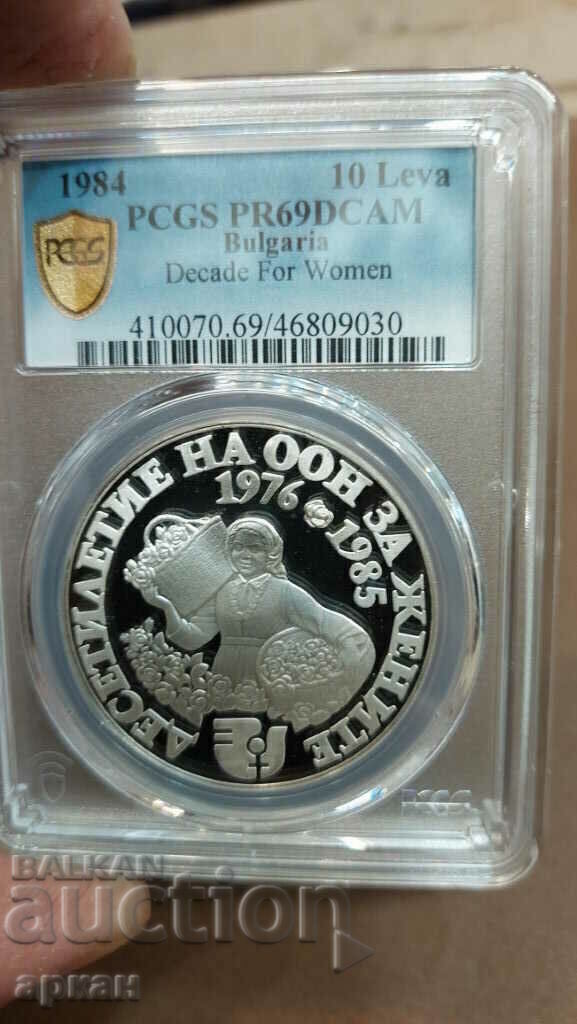 1984 10 Leva
PCGS PR69DCAM
Bulgaria
Decade For Women
PCGS
410070.69/46809030
ДЕСЕТИЛЕТИЕ НА ООН ЗА ЖЕНИТЕ
1976 1985
PCGS
BALKAN
auction
аркан